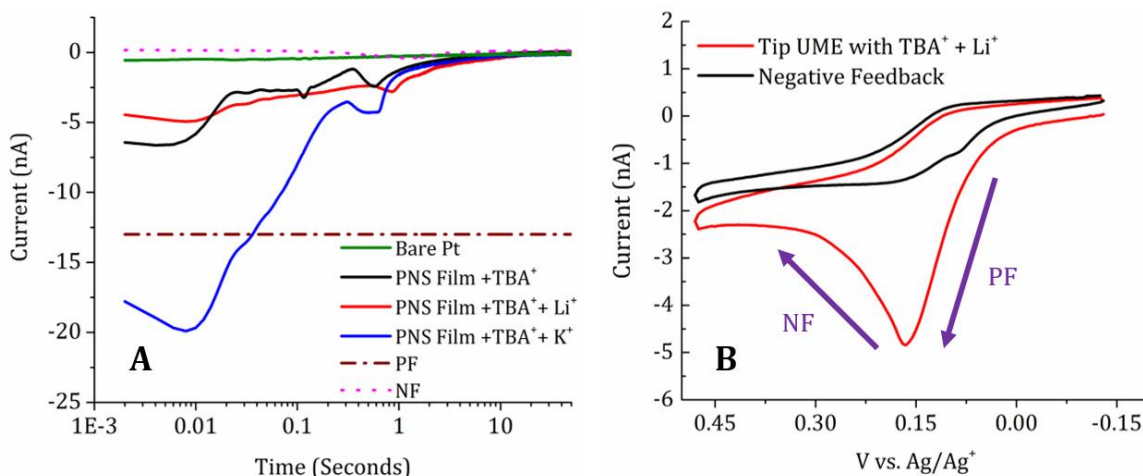 0
-5
-10
-15
-20
-25
Current (nA)
1E-3
0.01
0.1
1
10
Time (Seconds)
A
Bare Pt
PNS Film +TBA⁺
PNS Film +TBA⁺+ Li⁺
PNS Film +TBA⁺+ K⁺
PF
NF
2
1
0
-1
-2
-3
-4
-5
-6
Current (nA)
Tip UME with TBA⁺ + Li⁺
Negative Feedback
PF
NF
B
0.45
0.30
0.15
0.00
-0.15
V vs. Ag/Ag⁺